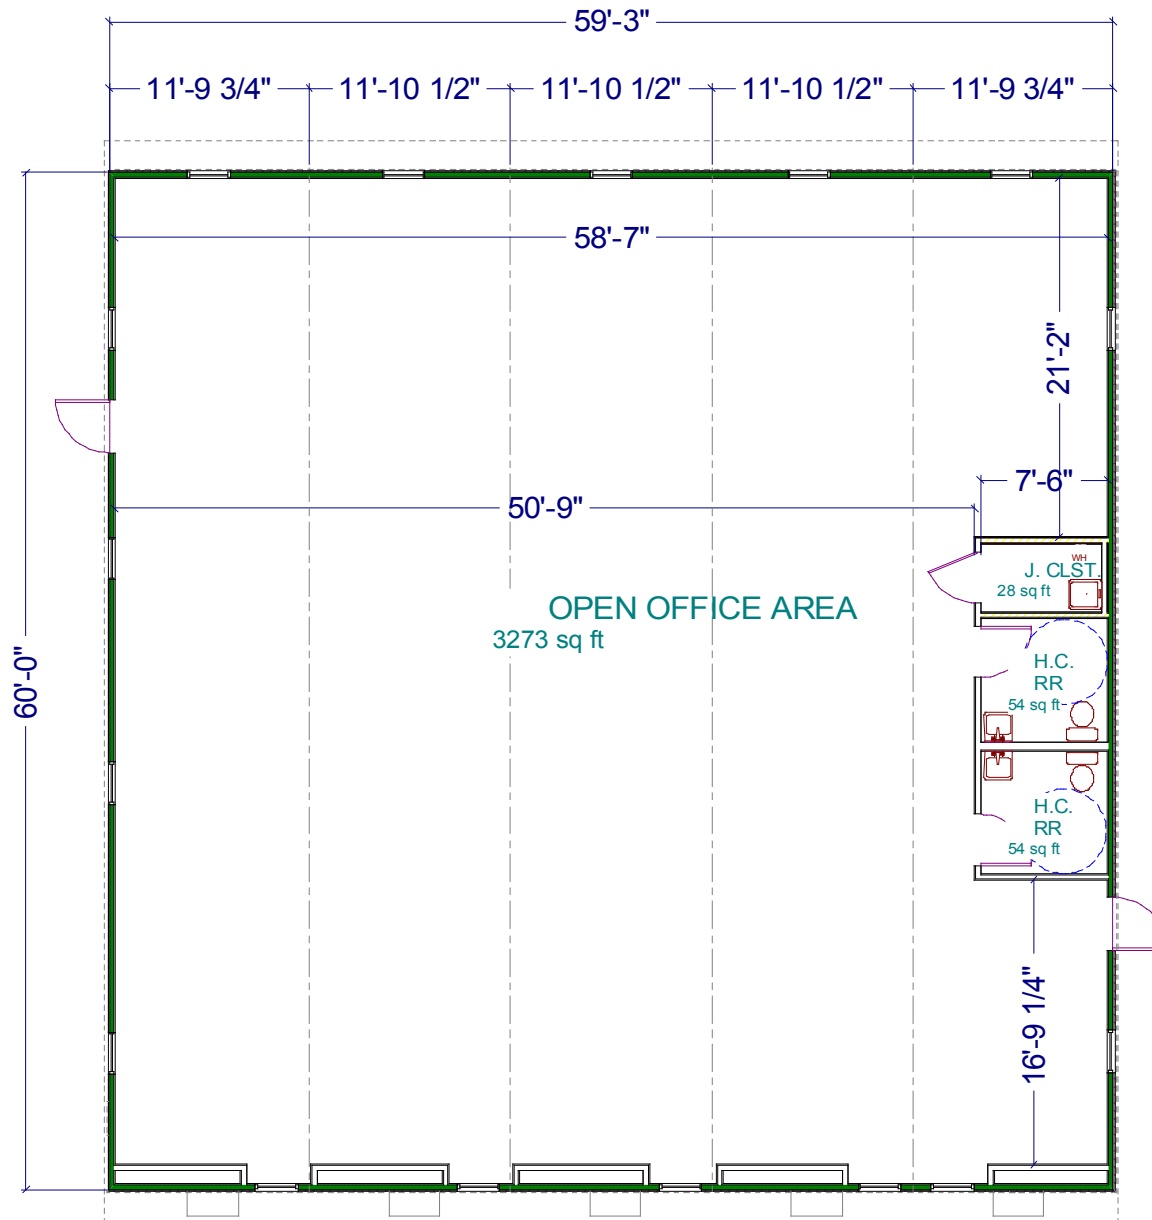 59'-3"
11'-9 3/4" 11'-10 1/2" 11'-10 1/2" 11'-10 1/2" 11'-9 3/4"
58'-7"
21'-2"
7'-6"
50'-9"
WH
J. CLST.
28 sq ft
OPEN OFFICE AREA
3273 sq ft
60'-0"
H.C.
RR
54 sq ft
H.C.
RR
54 sq ft
16'-9 1/4"